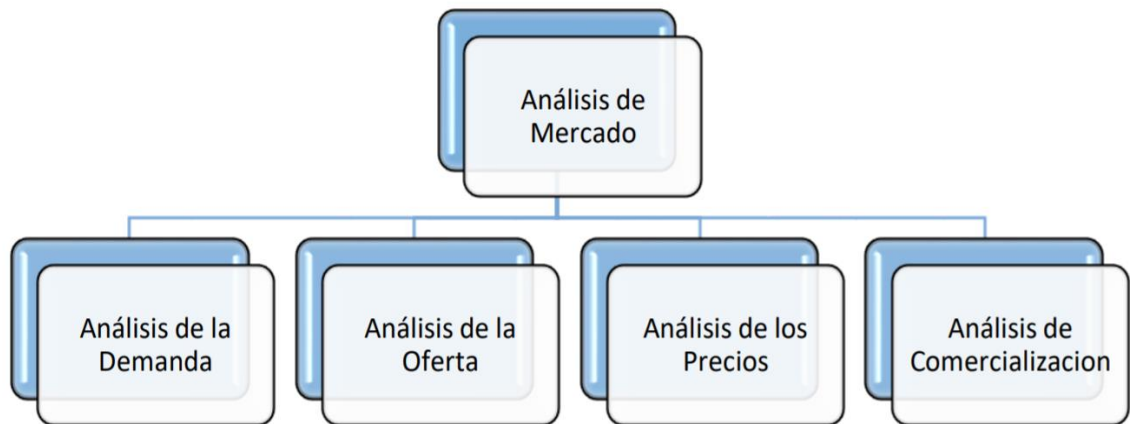 Análisis de
Mercado
Análisis de la
Demanda
Análisis de la
Oferta
Análisis de los
Precios
Análisis de
Comercializacion